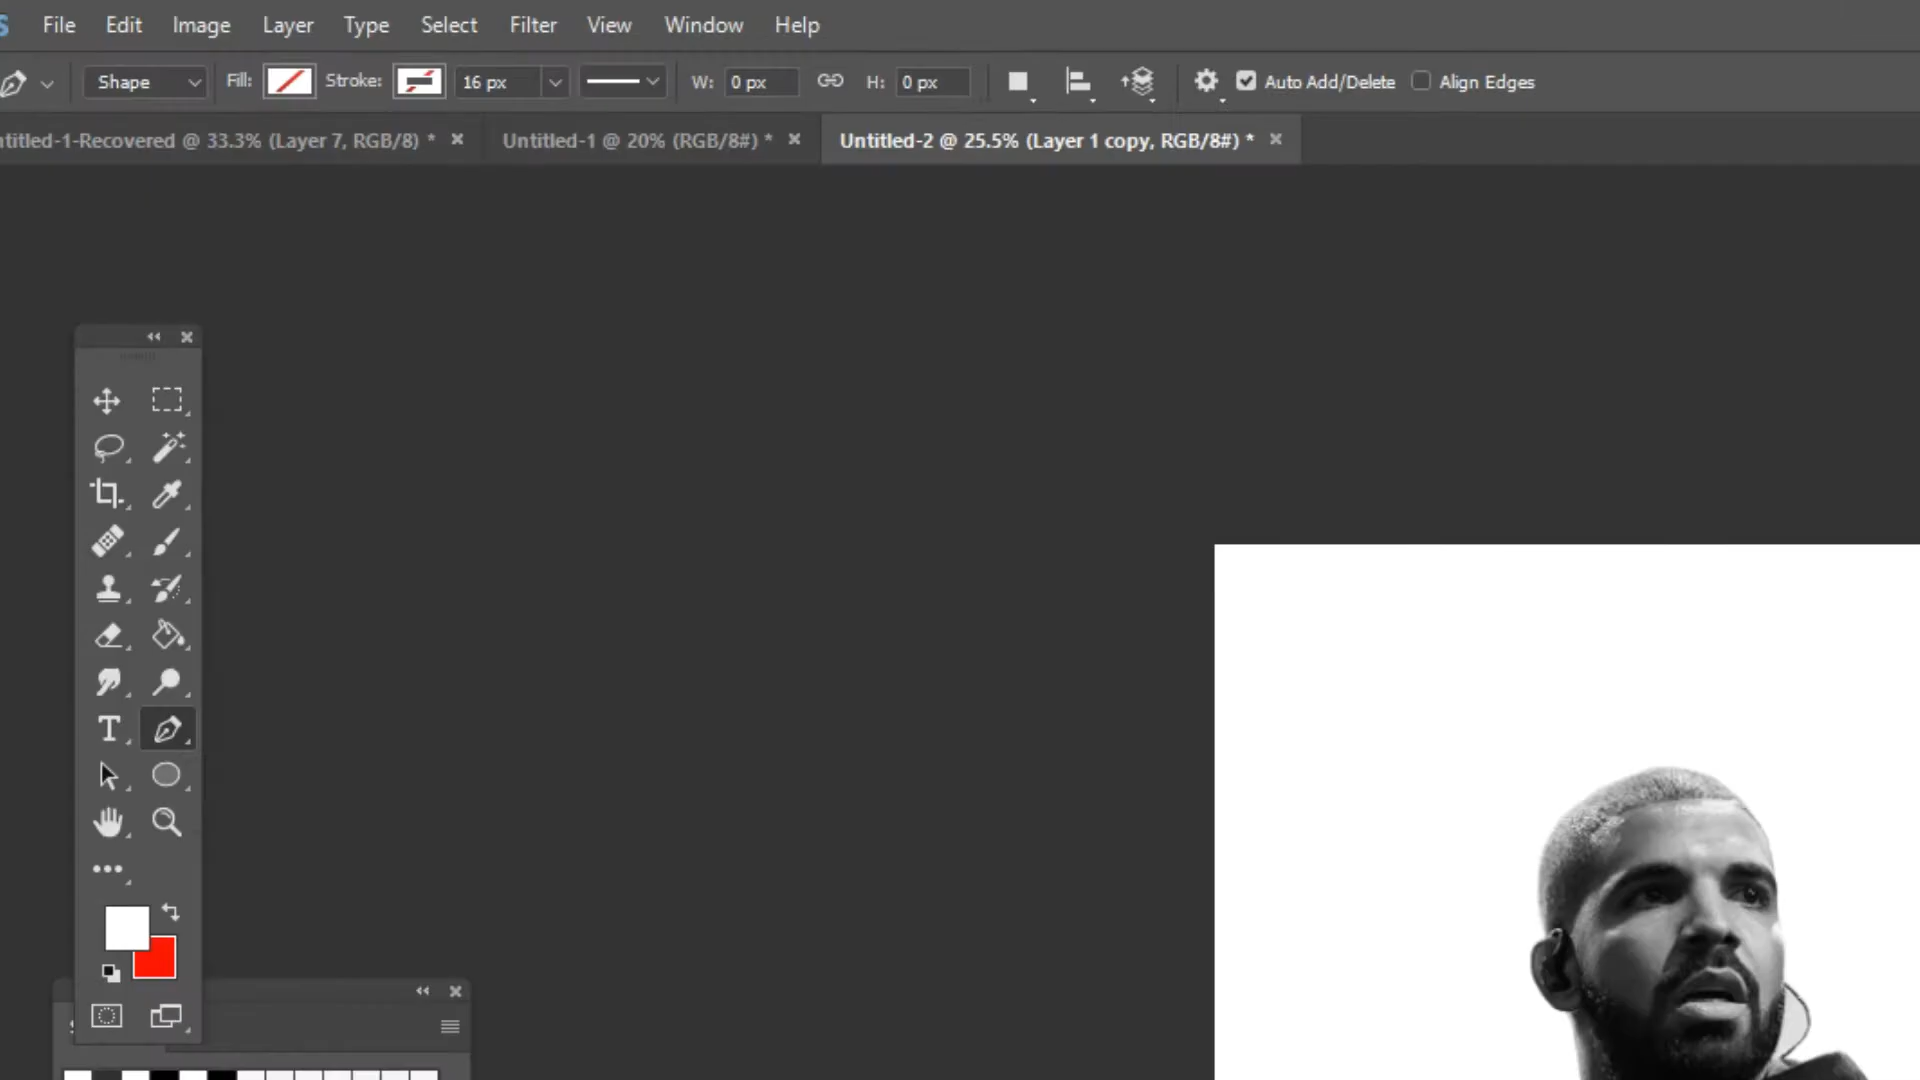 File Edit Image Layer Type Select Filter View Window Help
Shape Fill: Stroke: 16 px W: 0 px H: 0 px Auto Add/Delete Align Edges
ntitled-1-Recovered @ 33.3% (Layer 7, RGB/8) * Untitled-1 @ 20% (RGB/8#) * Untitled-2 @ 25.5% (Layer 1 copy, RGB/8#) *